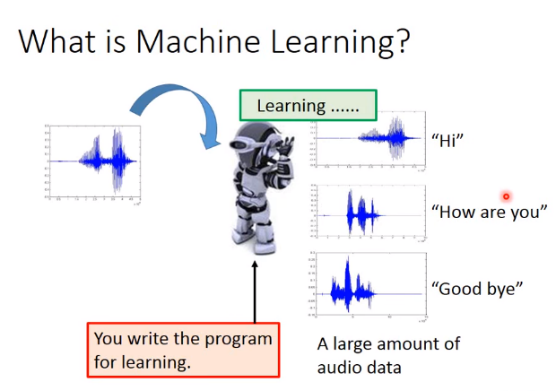 What is Machine Learning?
Learning ......
“Hi”
“How are you”
“Good bye”
You write the program
for learning.
A large amount of
audio data